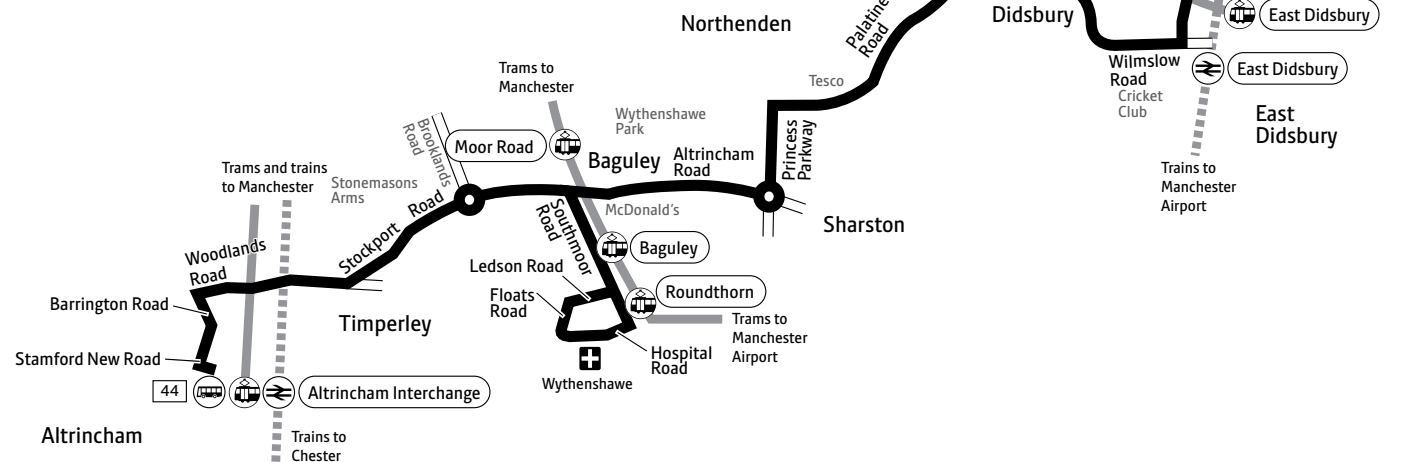 Northenden
Palatine
Road
Didsbury
East Didsbury
Wilmslow
Road
Cricket
Club
East Didsbury
East
Didsbury
Trains to
Manchester
Airport
Tesco
Princess
Parkway
Trams to
Manchester
Wythenshawe
Park
Brooklands
Road
Moor Road
Baguley
Altrincham
Road
Sharston
McDonald's
Trams and trains
to Manchester
Stonemasons
Arms
Stockport Road
Southmoor
Road
Baguley
Woodlands
Road
Ledson Road
Floats
Road
Roundthorn
Trams to
Manchester
Airport
Hospital
Road
Wythenshawe
Barrington Road
Timperley
Stamford New Road
44
Altrincham Interchange
Altrincham
Trains to
Chester